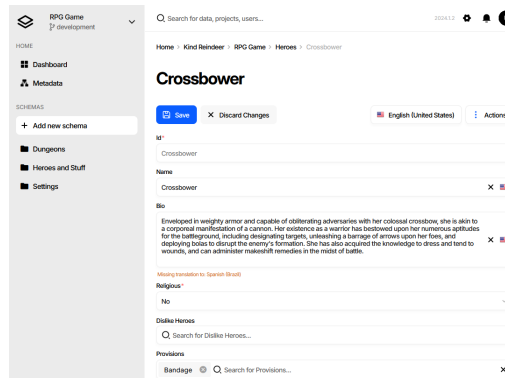 RPG Game
development
HOME
Dashboard
Metadata
SCHEMAS
+ Add new schema
Dungeons
Heroes and Stuff
Settings
Search for data, projects, users...
2024.1.2
Home > Kind Reindeer > RPG Game > Heroes > Crossbower
Crossbower
Save
Discard Changes
English (United States)
Actions
Id*
Crossbower
Name
Crossbower
Bio
Enveloped in weighty armor and capable of obliterating adversaries with her colossal crossbow, she is akin to
a corporeal manifestation of a cannon. Her existence as a warrior has bestowed upon her numerous aptitudes
for the battleground, including designating targets, unleashing a barrage of arrows upon her foes, and
deploying bolas to disrupt the enemy's formation. She has also acquired the knowledge to dress and tend to
wounds, and can administer makeshift remedies in the midst of battle.
Missing translation to: Spanish (Brazil)
Religious*
No
Dislike Heroes
Search for Dislike Heroes...
Provisions
Bandage
Search for Provisions...